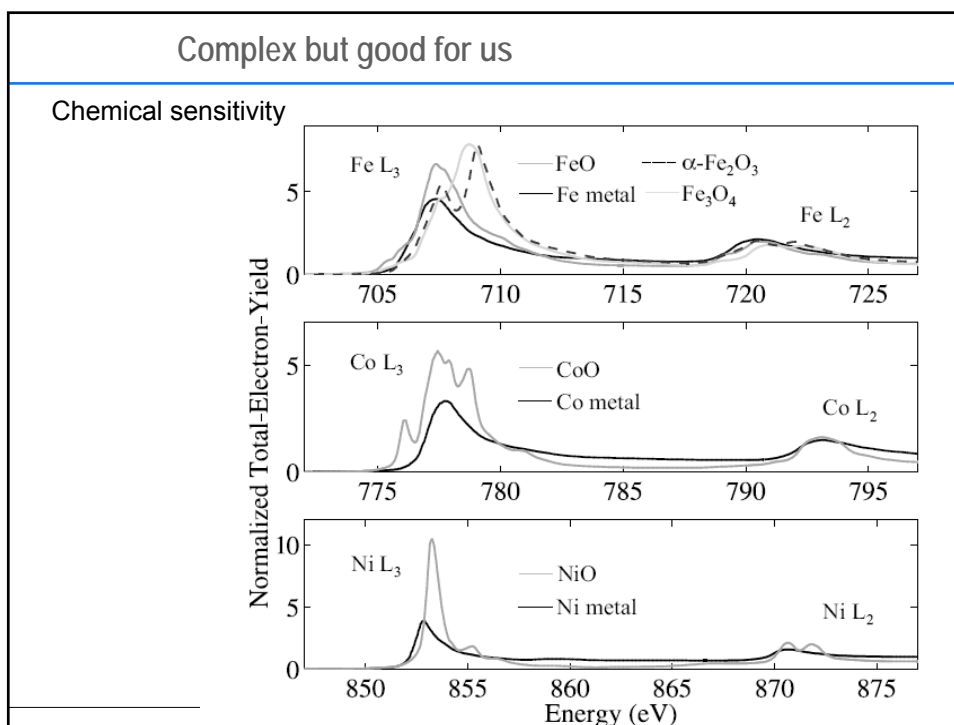 Complex but good for us
Chemical sensitivity
Normalized Total-Electron-Yield
Fe L₃
FeO
α-Fe₂O₃
Fe metal
Fe₃O₄
Fe L₂
5
0
705 710 715 720 725
Co L₃
CoO
Co metal
Co L₂
5
0
775 780 785 790 795
Ni L₃
NiO
Ni metal
Ni L₂
10
5
0
850 855 860 865 870 875
Energy (eV)